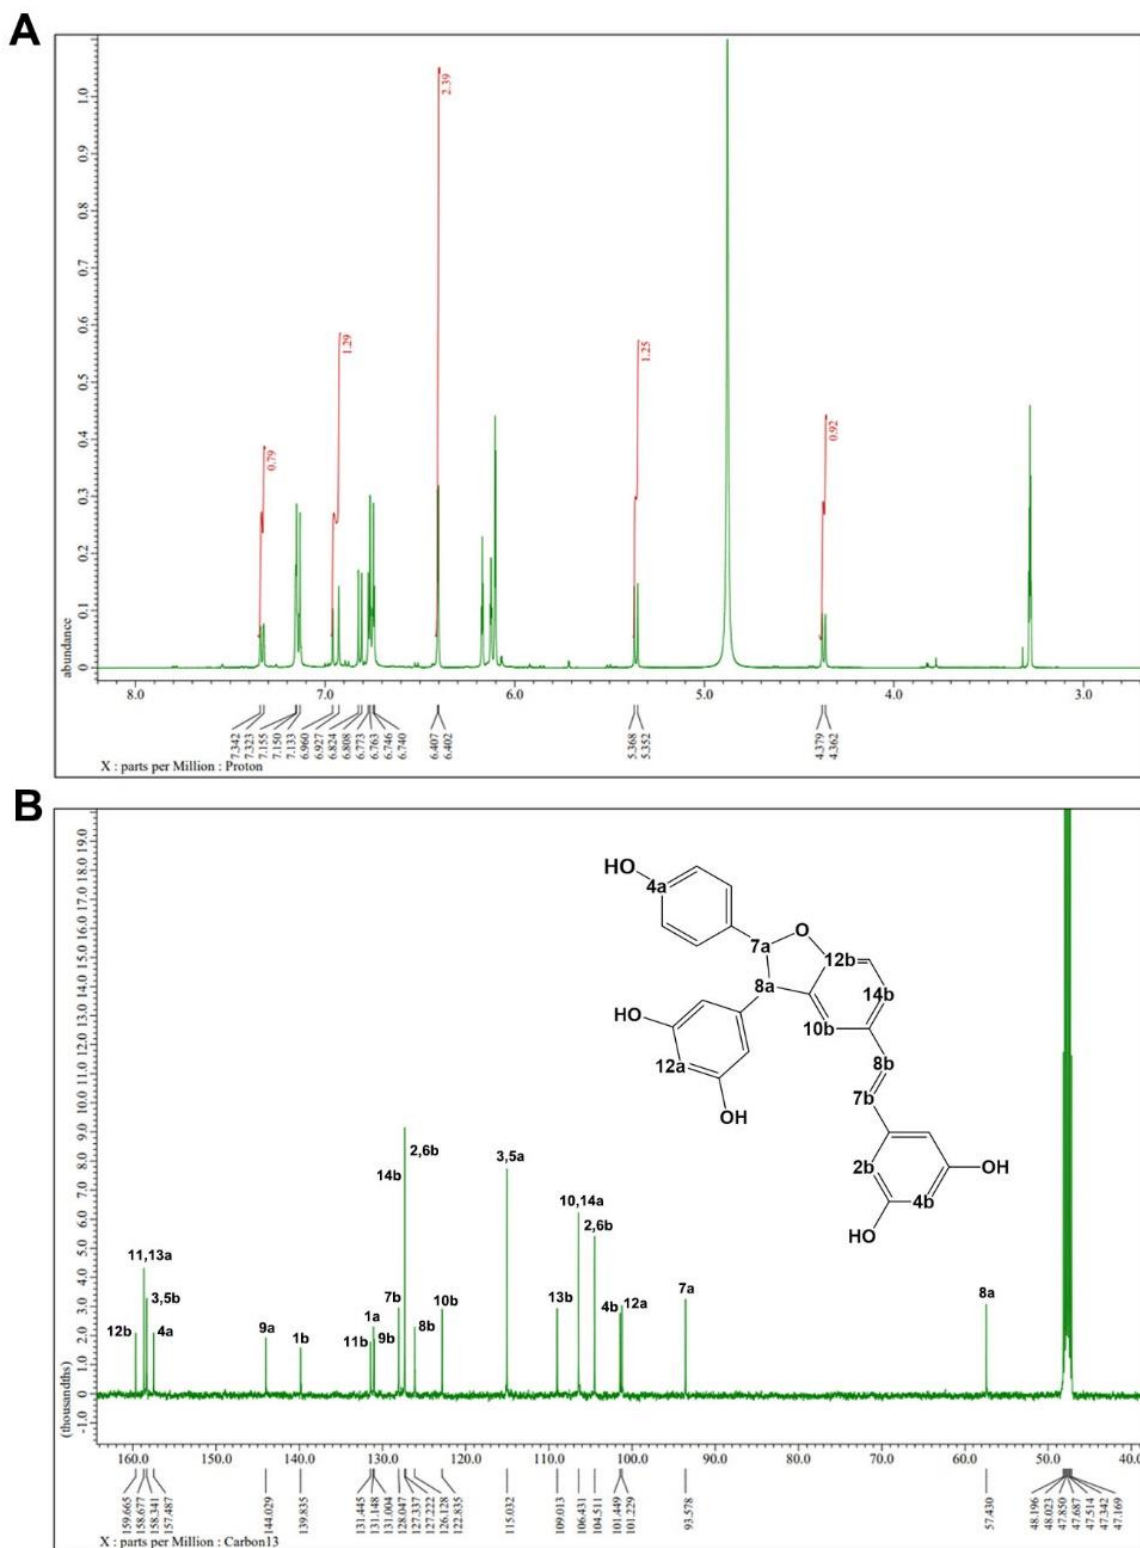 A
abundance
0 0.1 0.2 0.3 0.4 0.5 0.6 0.7 0.8 0.9 1.0
0.79
1.29
2.39
1.25
0.92
8.0 7.0 6.0 5.0 4.0 3.0
7.342
7.323
7.155
7.150
7.133
6.960
6.927
6.824
6.808
6.773
6.763
6.746
6.740
6.407
6.402
5.368
5.352
4.379
4.362
X : parts per Million : Proton
B
(thousandths)
-1.0 0 1.0 2.0 3.0 4.0 5.0 6.0 7.0 8.0 9.0 10.0 11.0 12.0 13.0 14.0 15.0 16.0 17.0 18.0 19.0
HO
4a
O
7a
12b
8a
14b
HO
10b
12a
8b
OH
7b
2b
OH
4b
HO
12b
11,13a
3,5b
4a
9a
1b
11b
1a
9b
7b
14b
2,6b
8b
10b
3,5a
13b
10,14a
2,6b
4b
12a
7a
8a
160.0 150.0 140.0 130.0 120.0 110.0 100.0 90.0 80.0 70.0 60.0 50.0 40.0
159.665
158.677
158.341
157.487
144.029
139.835
131.445
131.148
131.004
128.047
127.337
127.222
126.128
122.835
115.032
109.013
106.431
104.511
101.449
101.229
93.578
57.430
48.196
48.023
47.850
47.687
47.514
47.342
47.169
X : parts per Million : Carbon13